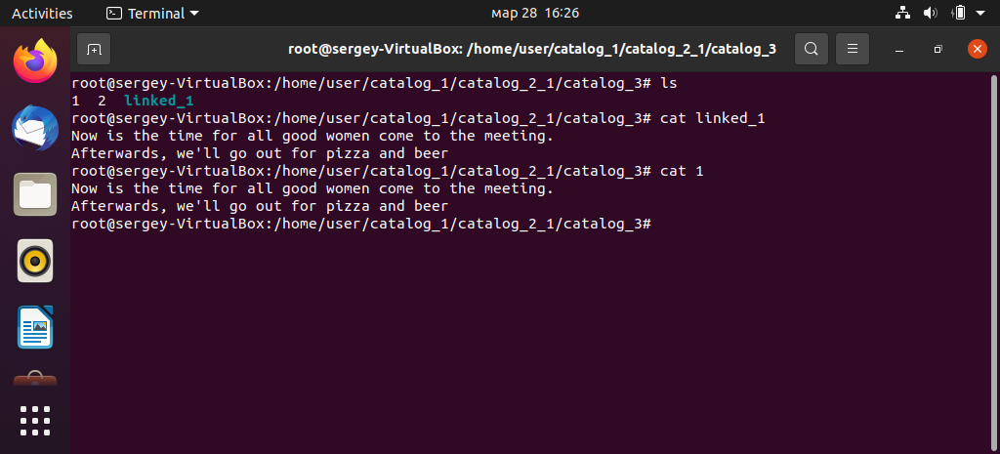 Activities Terminal мар 28 16:26
root@sergey-VirtualBox: /home/user/catalog_1/catalog_2_1/catalog_3
root@sergey-VirtualBox:/home/user/catalog_1/catalog_2_1/catalog_3# ls
1  2  linked_1
root@sergey-VirtualBox:/home/user/catalog_1/catalog_2_1/catalog_3# cat linked_1
Now is the time for all good women come to the meeting.
Afterwards, we'll go out for pizza and beer
root@sergey-VirtualBox:/home/user/catalog_1/catalog_2_1/catalog_3# cat 1
Now is the time for all good women come to the meeting.
Afterwards, we'll go out for pizza and beer
root@sergey-VirtualBox:/home/user/catalog_1/catalog_2_1/catalog_3#